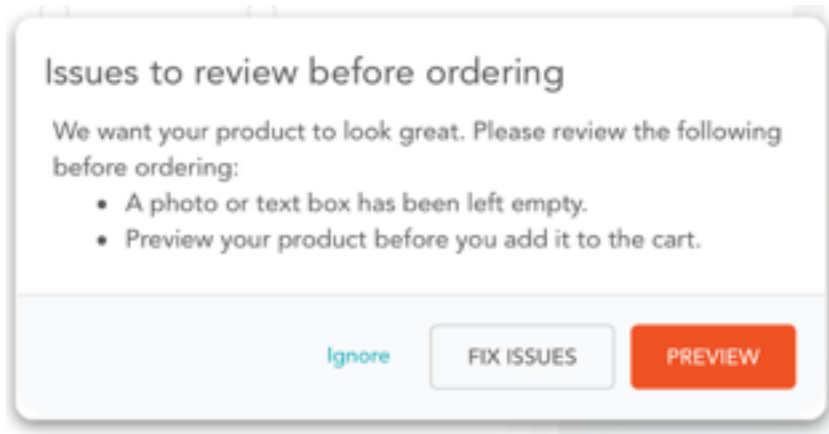 Issues to review before ordering
We want your product to look great. Please review the following
before ordering:
• A photo or text box has been left empty.
• Preview your product before you add it to the cart.
Ignore
FIX ISSUES
PREVIEW